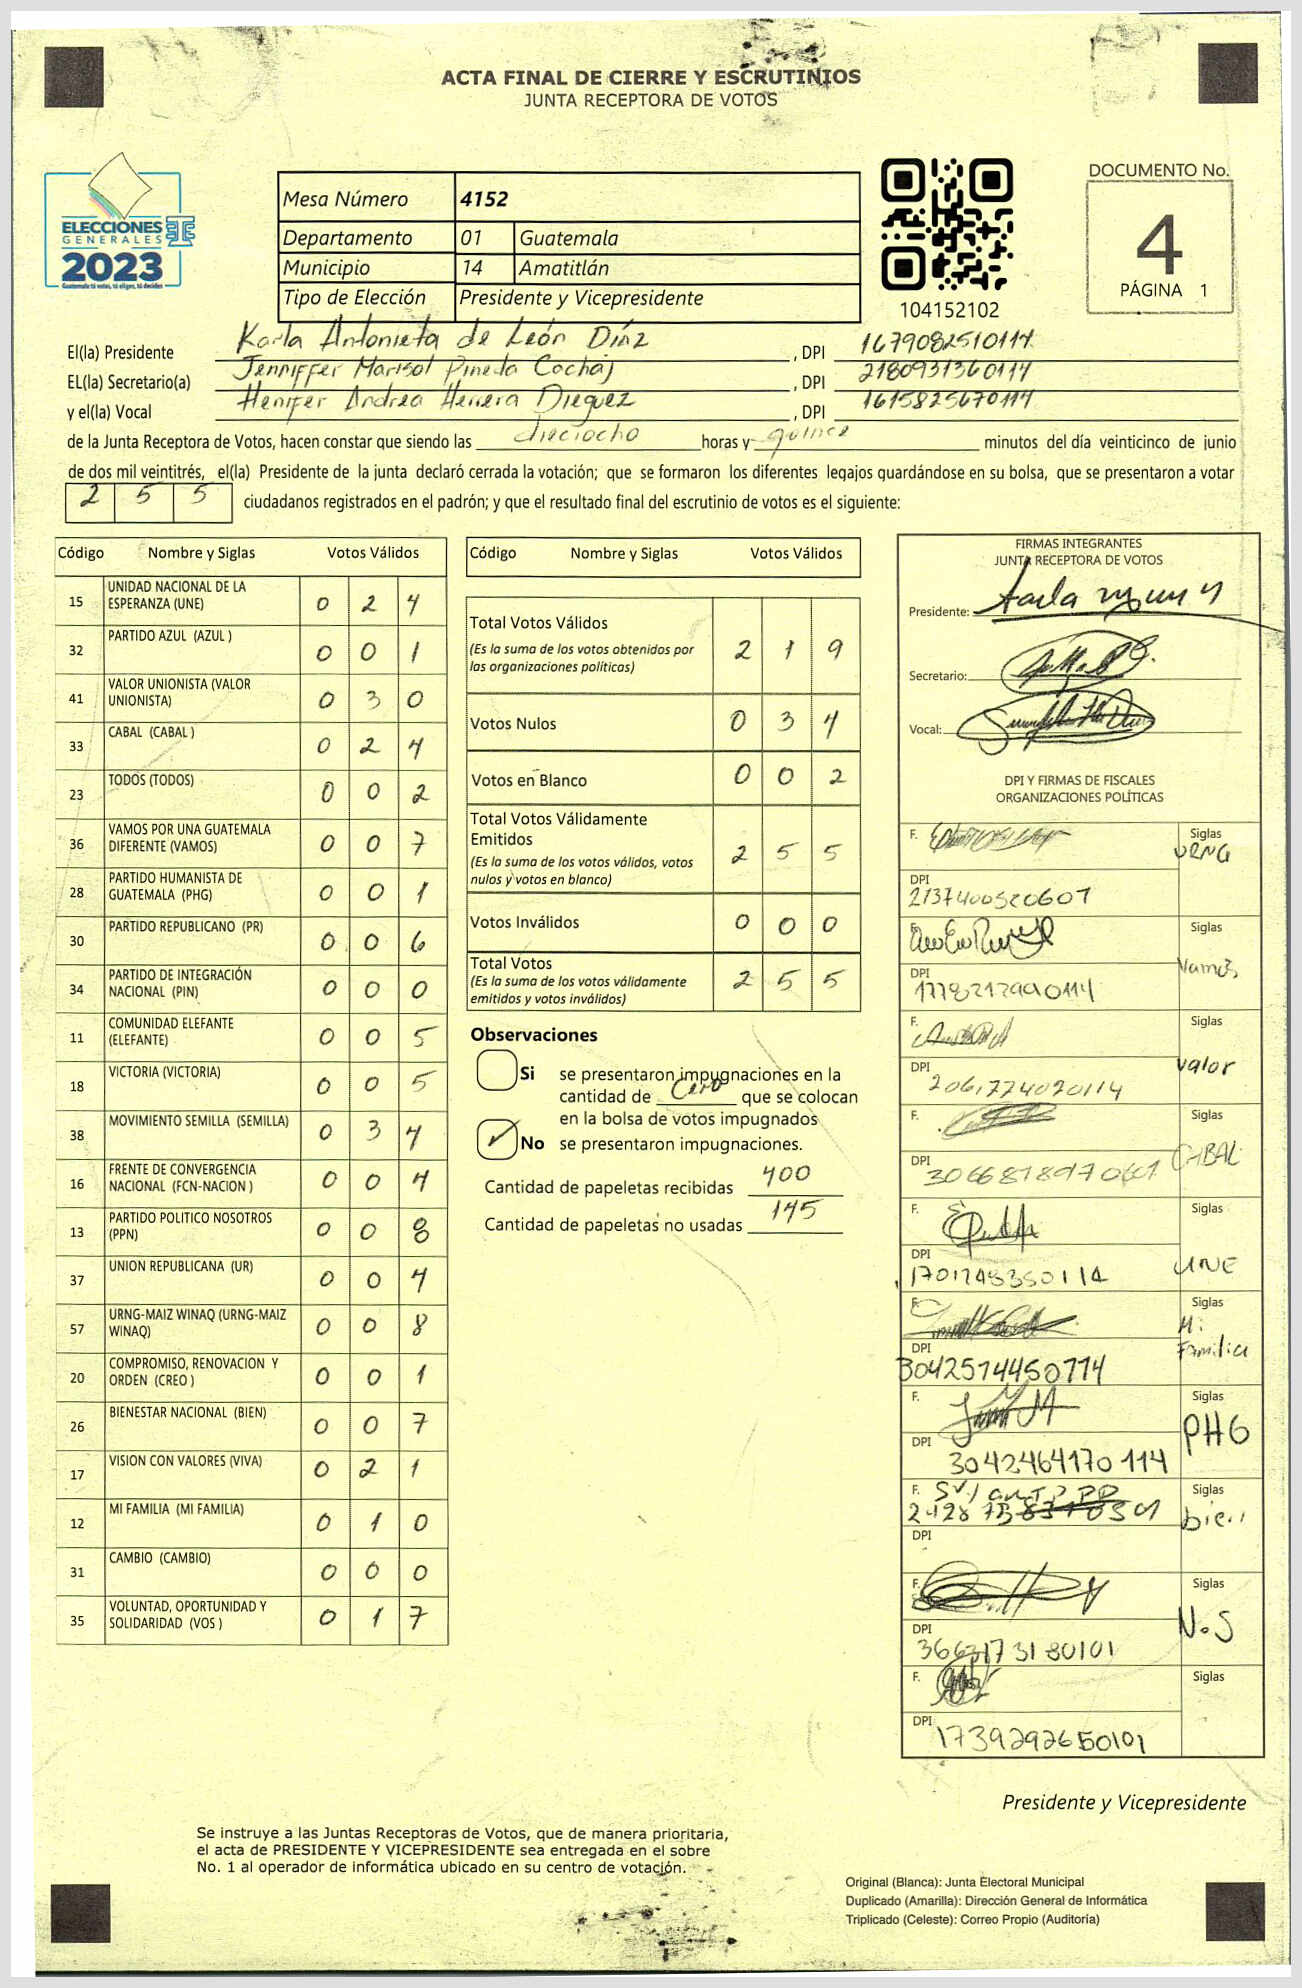 ACTA FINAL DE CIERRE Y ESCRUTINIOS
JUNTA RECEPTORA DE VOTOS
ELECCIONES
GENERALES
2023
Guatemala tú votas, tú eliges, tú decides
Mesa Número 4152
Departamento 01 Guatemala
Municipio 14 Amatitlán
Tipo de Elección Presidente y Vicepresidente
104152102
DOCUMENTO No.
4
PÁGINA 1
El(la) Presidente Karla Antonieta de León Díaz , DPI 1679082510114
EL(la) Secretario(a) Jenniffer Marisol Pineda Cachaj , DPI 2180931360114
y el(la) Vocal Henifer Andrea Herrera Dieguez , DPI 1615825670114
de la Junta Receptora de Votos, hacen constar que siendo las dieciocho horas y quince minutos del día veinticinco de junio
de dos mil veintitrés, el(la) Presidente de la junta declaró cerrada la votación; que se formaron los diferentes legajos guardándose en su bolsa, que se presentaron a votar
2 5 5 ciudadanos registrados en el padrón; y que el resultado final del escrutinio de votos es el siguiente:
Código Nombre y Siglas Votos Válidos
15 UNIDAD NACIONAL DE LA ESPERANZA (UNE) 0 2 4
32 PARTIDO AZUL (AZUL ) 0 0 1
41 VALOR UNIONISTA (VALOR UNIONISTA) 0 3 0
33 CABAL (CABAL ) 0 2 4
23 TODOS (TODOS) 0 0 2
36 VAMOS POR UNA GUATEMALA DIFERENTE (VAMOS) 0 0 7
28 PARTIDO HUMANISTA DE GUATEMALA (PHG) 0 0 1
30 PARTIDO REPUBLICANO (PR) 0 0 6
34 PARTIDO DE INTEGRACIÓN NACIONAL (PIN) 0 0 0
11 COMUNIDAD ELEFANTE (ELEFANTE) 0 0 5
18 VICTORIA (VICTORIA) 0 0 5
38 MOVIMIENTO SEMILLA (SEMILLA) 0 3 4
16 FRENTE DE CONVERGENCIA NACIONAL (FCN-NACION ) 0 0 4
13 PARTIDO POLITICO NOSOTROS (PPN) 0 0 8
37 UNION REPUBLICANA (UR) 0 0 4
57 URNG-MAIZ WINAQ (URNG-MAIZ WINAQ) 0 0 8
20 COMPROMISO, RENOVACION Y ORDEN (CREO ) 0 0 1
26 BIENESTAR NACIONAL (BIEN) 0 0 7
17 VISION CON VALORES (VIVA) 0 2 1
12 MI FAMILIA (MI FAMILIA) 0 1 0
31 CAMBIO (CAMBIO) 0 0 0
35 VOLUNTAD, OPORTUNIDAD Y SOLIDARIDAD (VOS ) 0 1 7
Código Nombre y Siglas Votos Válidos
Total Votos Válidos 2 1 9
(Es la suma de los votos obtenidos por
las organizaciones políticas)
Votos Nulos 0 3 4
Votos en Blanco 0 0 2
Total Votos Válidamente
Emitidos 2 5 5
(Es la suma de los votos válidos, votos
nulos y votos en blanco)
Votos Inválidos 0 0 0
Total Votos 2 5 5
(Es la suma de los votos válidamente
emitidos y votos inválidos)
Observaciones
Si se presentaron impugnaciones en la
cantidad de Cero que se colocan
en la bolsa de votos impugnados
No se presentaron impugnaciones.
Cantidad de papeletas recibidas 400
Cantidad de papeletas no usadas 145
FIRMAS INTEGRANTES
JUNTA RECEPTORA DE VOTOS
Presidente:
Secretario:
Vocal:
DPI Y FIRMAS DE FISCALES
ORGANIZACIONES POLÍTICAS
F. Siglas URNG
DPI 2137400520607
F. Siglas Vamos
DPI
F. Siglas valor
DPI 2061774020114
F. Siglas CABAL
DPI
F. Siglas UNE
DPI 1701748350114
F. Siglas Mi Familia
DPI 3042574450774
F. Siglas PHG
DPI 3042464170114
F. Siglas bien
DPI
F. Siglas N.S
DPI 3663173180101
F. Siglas
DPI 1739292650101
Presidente y Vicepresidente
Se instruye a las Juntas Receptoras de Votos, que de manera prioritaria,
el acta de PRESIDENTE Y VICEPRESIDENTE sea entregada en el sobre
No. 1 al operador de informática ubicado en su centro de votación.
Original (Blanca): Junta Electoral Municipal
Duplicado (Amarilla): Dirección General de Informática
Triplicado (Celeste): Correo Propio (Auditoría)